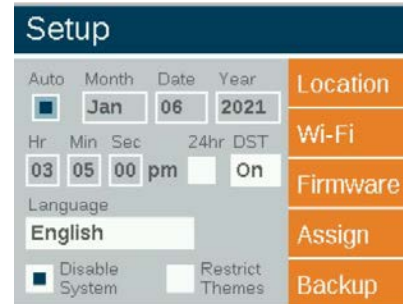 Setup
Auto Month Date Year
Jan 06 2021
Hr Min Sec 24hr DST
03 05 00 pm On
Language
English
Disable System
Restrict Themes
Location
Wi-Fi
Firmware
Assign
Backup